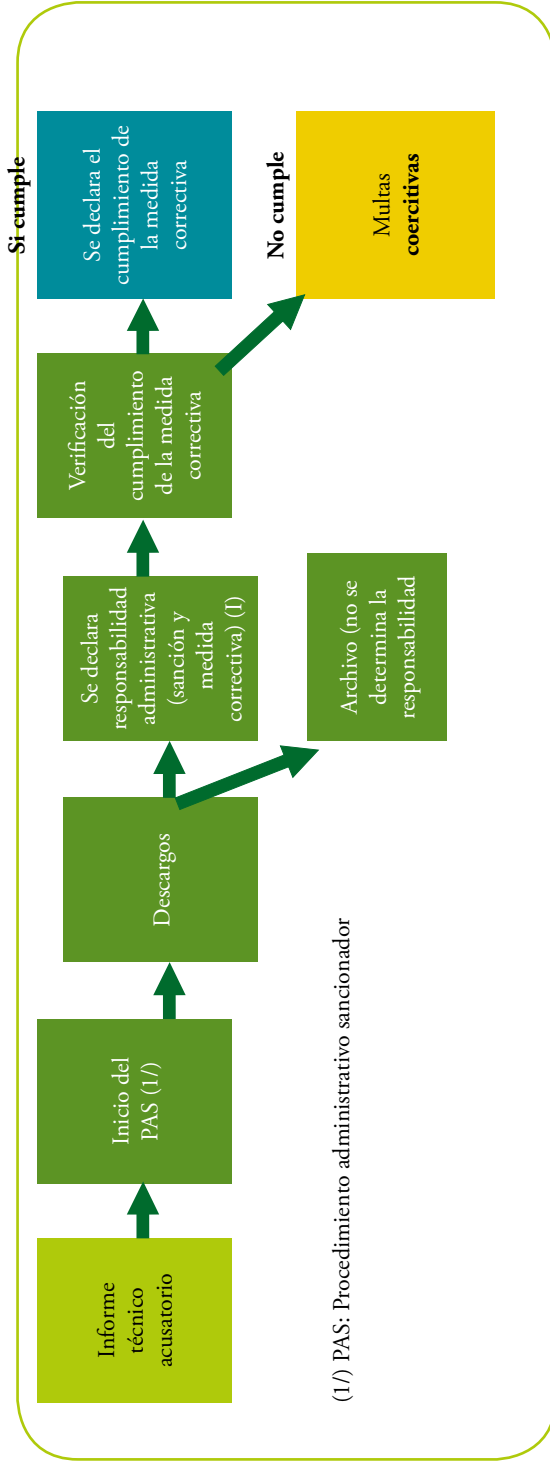 Informe
técnico
acusatorio
Inicio del
PAS (1/)
Descargos
Se declara
responsabilidad
administrativa
(sanción y
medida
correctiva) (I)
Archivo (no se
determina la
responsabilidad
Verificación
del
cumplimiento
de la medida
correctiva
Si cumple
Se declara el
cumplimiento de
la medida
correctiva
No cumple
Multas
coercitivas
(1/) PAS: Procedimiento administrativo sancionador